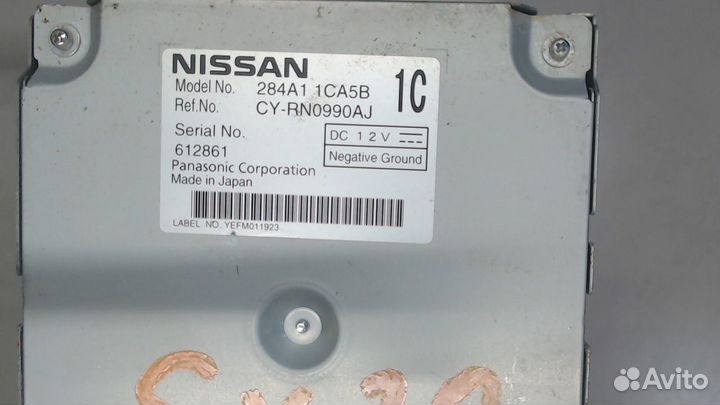 NISSAN
Model No. 284A1 1CA5B 1C
Ref.No. CY-RN0990AJ
Serial No.
612861
DC 12V
Negative Ground
Panasonic Corporation
Made in Japan
LABEL NO. YEFM011923
Avito